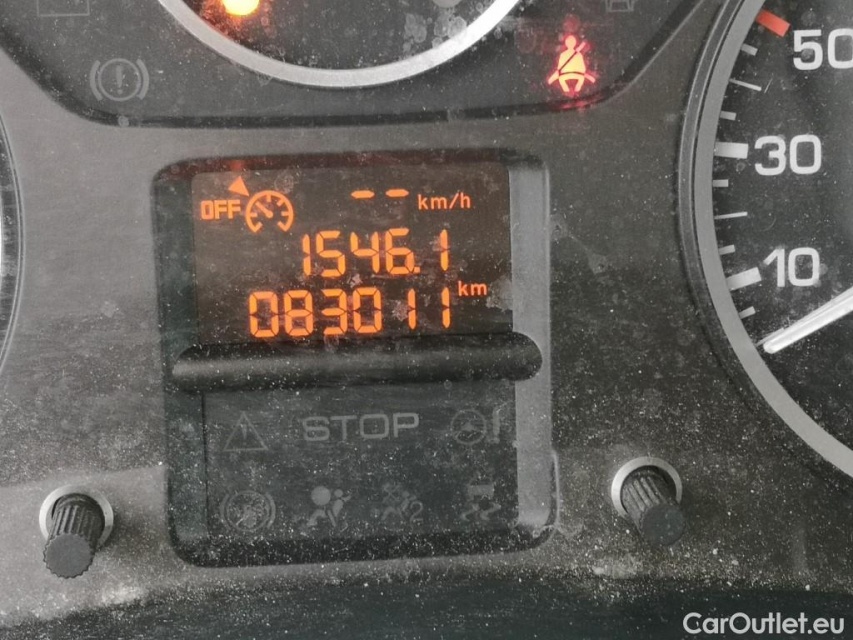 50
30
10
OFF
-- km/h
1546.1
083011 km
STOP
CarOutlet.eu